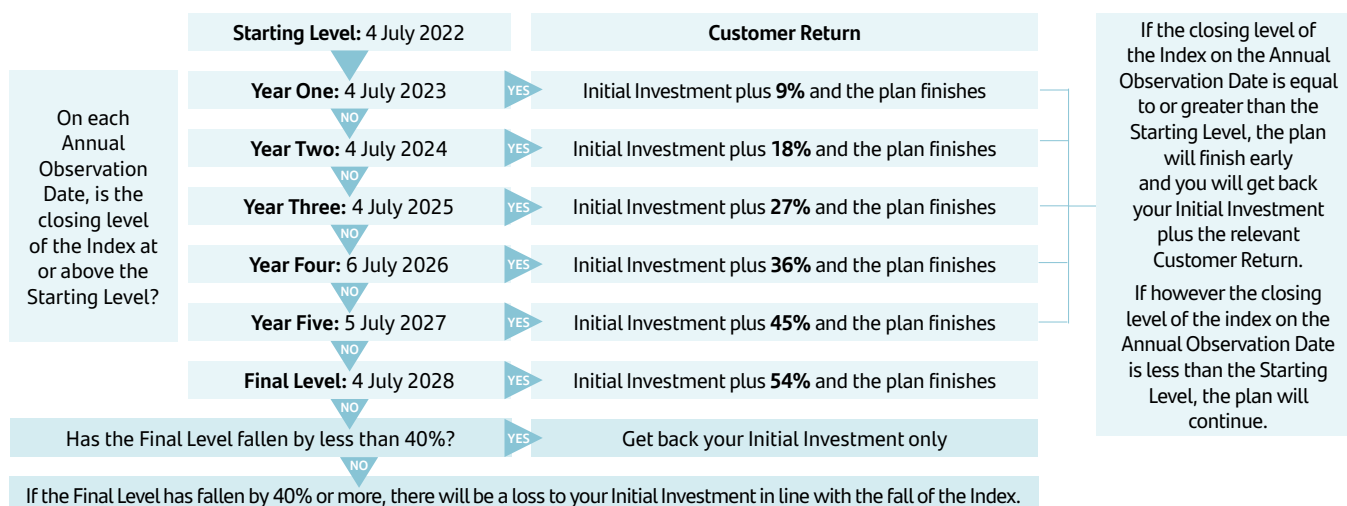 Starting Level: 4 July 2022
Customer Return
On each
Annual
Observation
Date, is the
closing level
of the Index at
or above the
Starting Level?
Year One: 4 July 2023
YES
Initial Investment plus 9% and the plan finishes
NO
Year Two: 4 July 2024
YES
Initial Investment plus 18% and the plan finishes
NO
Year Three: 4 July 2025
YES
Initial Investment plus 27% and the plan finishes
NO
Year Four: 6 July 2026
YES
Initial Investment plus 36% and the plan finishes
NO
Year Five: 5 July 2027
YES
Initial Investment plus 45% and the plan finishes
NO
Final Level: 4 July 2028
YES
Initial Investment plus 54% and the plan finishes
NO
Has the Final Level fallen by less than 40%?
YES
Get back your Initial Investment only
NO
If the Final Level has fallen by 40% or more, there will be a loss to your Initial Investment in line with the fall of the Index.
If the closing level of
the Index on the Annual
Observation Date is equal
to or greater than the
Starting Level, the plan
will finish early
and you will get back
your Initial Investment
plus the relevant
Customer Return.
If however the closing
level of the index on the
Annual Observation Date
is less than the Starting
Level, the plan will
continue.